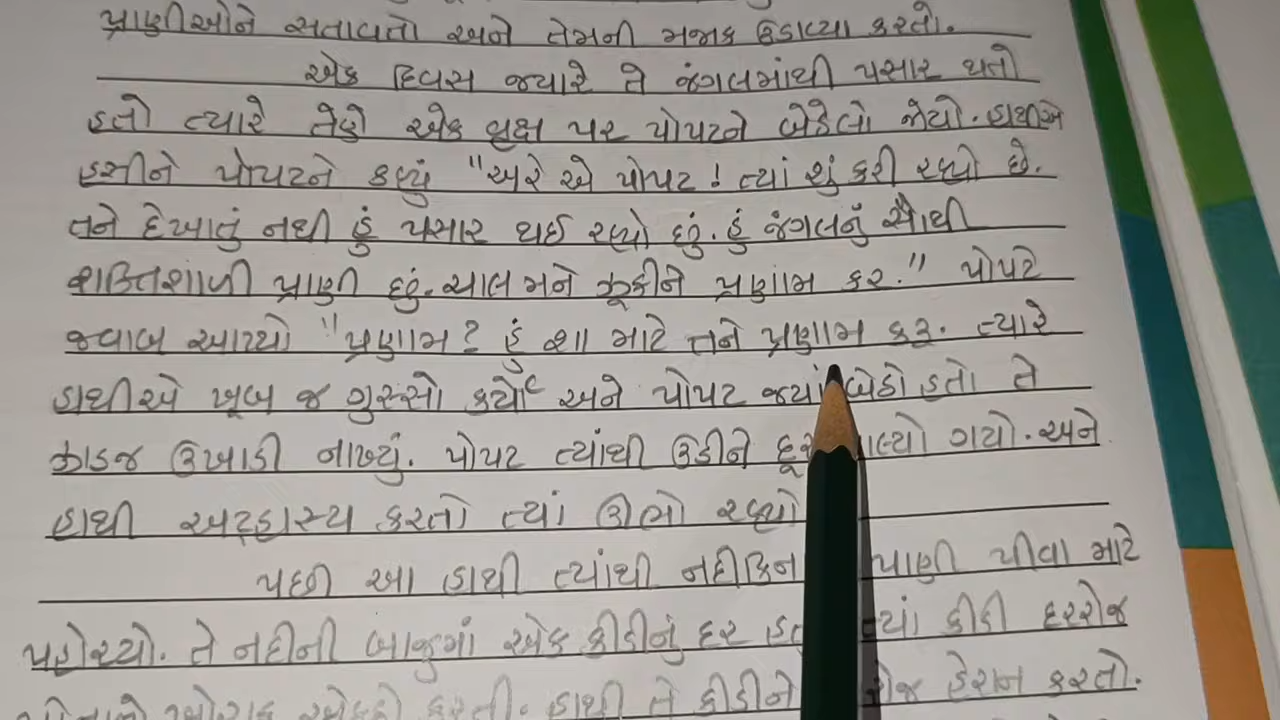 પ્રાણીઓને સતાવતો અને તેમની મજાક ઉડાવ્યા કરતો.
એક દિવસ જ્યારે તે જંગલમાંથી પસાર થતો
હતો ત્યારે તેણે એક વૃક્ષ પર પોપટને બેઠેલો જોયો. હાથીએ
હસીને પોપટને કહ્યું "અરે એ પોપટ! ત્યાં શું કરી રહ્યો છે.
તને દેખાતું નથી હું પસાર થઈ રહ્યો છું. હું જંગલનું સૌથી
શક્તિશાળી પ્રાણી છું. ચાલ મને ઝૂકીને પ્રણામ કર." પોપટે
જવાબ આપ્યો "પ્રણામ? હું શા માટે તને પ્રણામ કરૂ. ત્યારે
હાથીએ ખૂબ જ ગુસ્સો કર્યો અને પોપટ જ્યાં બેઠો હતો તે
ઝાડજ ઉખાડી નાખ્યું. પોપટ ત્યાંથી ઉડીને ગયો. અને
હાથી અટ્હાસ્ય કરતો ત્યાં ઊભો રહ્યો
પછી આ હાથી ત્યાંથી પાણી પીવા માટે
પહોચ્યો. તે નદીની બાજુમાં એક કીડીનું દર ત્યાં કીડી દરરોજ
કરતી. હાથી તે કીડીને હેરાન કરતો.